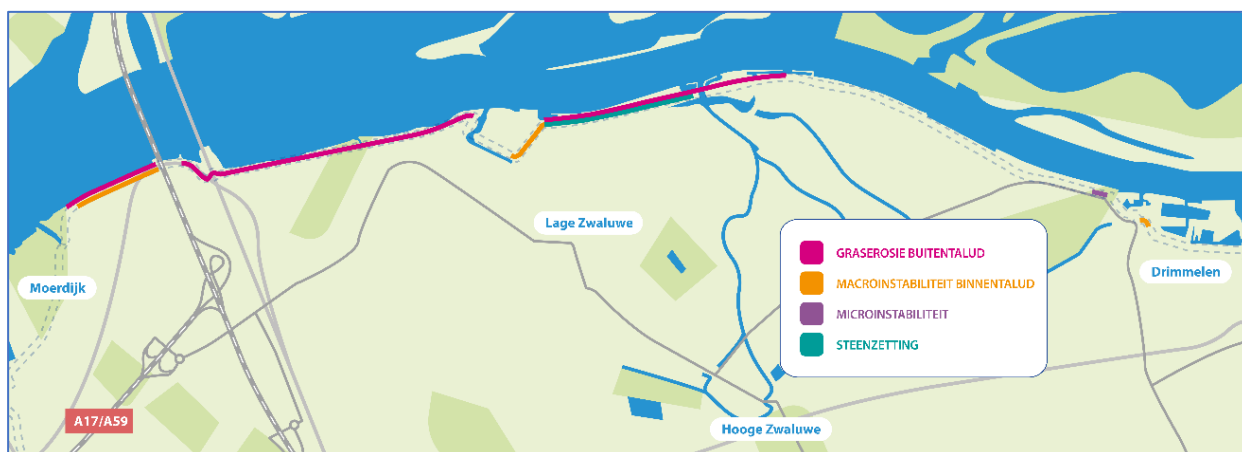 Lage Zwaluwe
Moerdijk
Drimmelen
GRASEROSIE BUITENTALUD
MACROINSTABILITEIT BINNENTALUD
MICROINSTABILITEIT
STEENZETTING
A17/A59
Hooge Zwaluwe